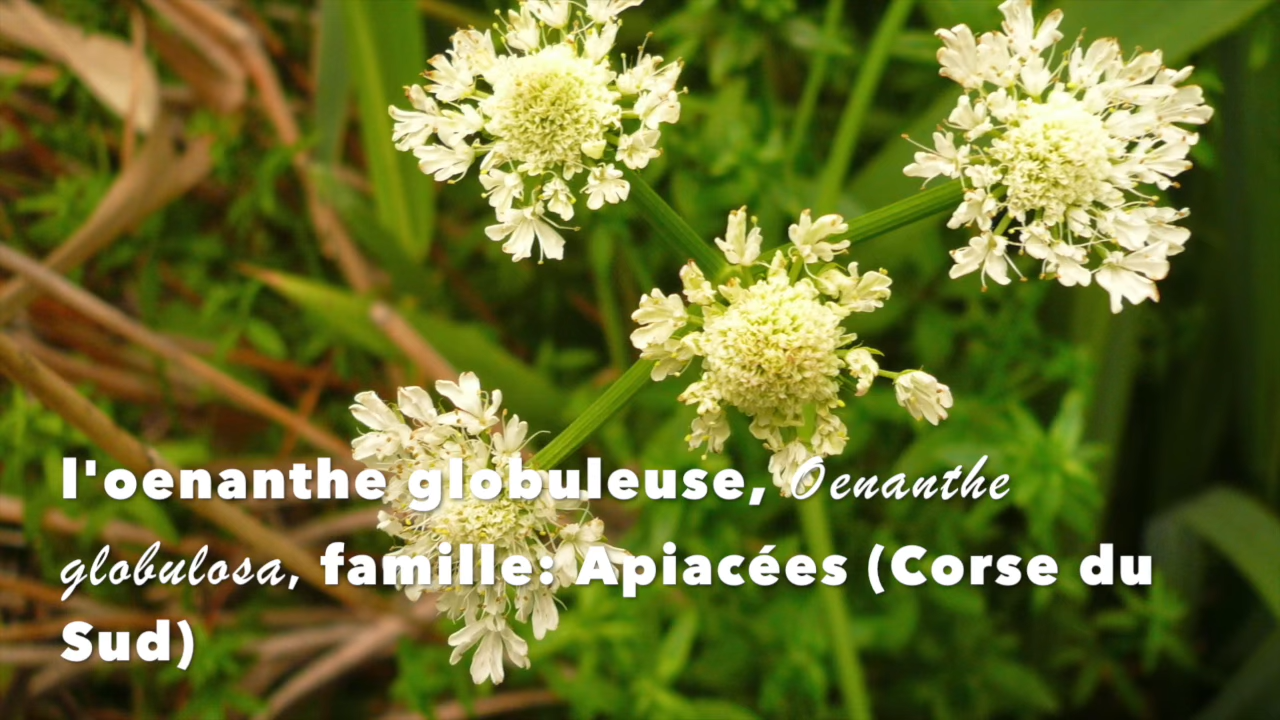 l'oenanthe globuleuse, Oenanthe
globulosa, famille: Apiacées (Corse du
Sud)